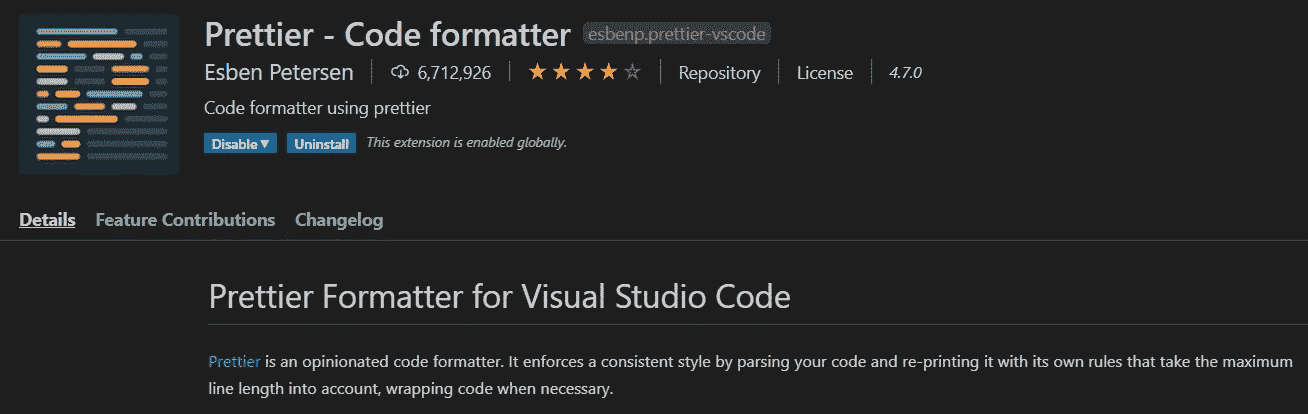 Prettier - Code formatter esbenp.prettier-vscode
Esben Petersen 6,712,926 Repository License 4.7.0
Code formatter using prettier
Disable Uninstall This extension is enabled globally.
Details Feature Contributions Changelog
Prettier Formatter for Visual Studio Code
Prettier is an opinionated code formatter. It enforces a consistent style by parsing your code and re-printing it with its own rules that take the maximum
line length into account, wrapping code when necessary.